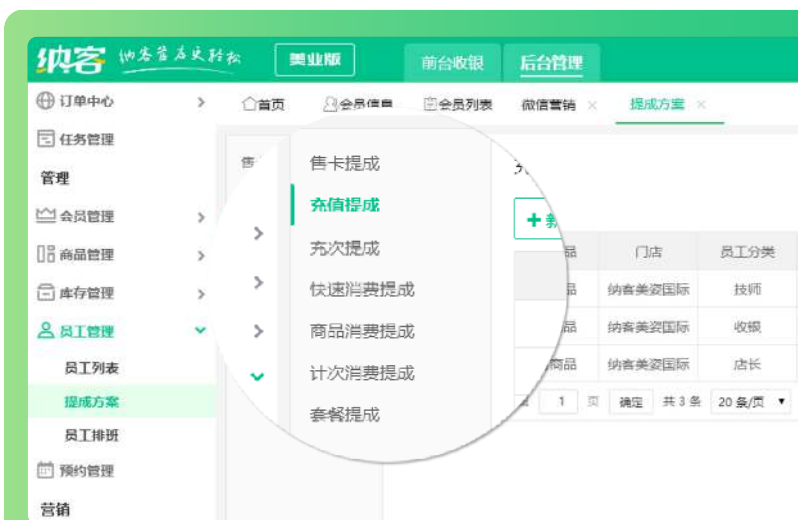 纳客 纳客营店更轻松 美业版 前台收银 后台管理
订单中心 首页 会员信息 会员列表 微信营销 × 提成方案 ×
任务管理
管理
会员管理
商品管理
库存管理
员工管理
员工列表
提成方案
员工排班
预约管理
营销
售
售卡提成
充值提成
充次提成
快速消费提成
商品消费提成
计次消费提成
套餐提成
+ 新
品 门店 员工分类
品 纳客美姿国际 技师
品 纳客美姿国际 收银
商品 纳客美姿国际 店长
1 页 确定 共 3 条 20 条/页